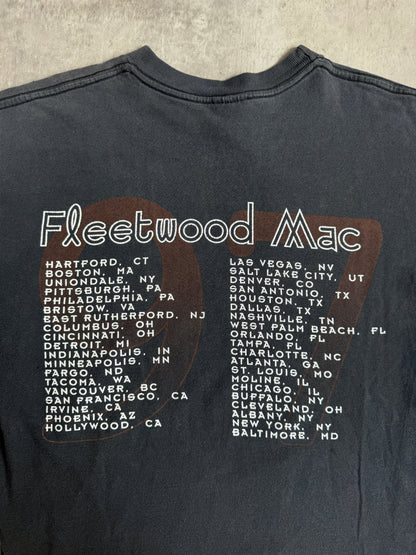 Fleetwood Mac
97
HARTFORD, CT
BOSTON, MA
UNIONDALE, NY
PITTSBURGH, PA
PHILADELPHIA, PA
BRISTOW, VA
EAST RUTHERFORD, NJ
COLUMBUS, OH
CINCINNATI, OH
DETROIT, MI
INDIANAPOLIS, IN
MINNEAPOLIS, MN
FARGO, ND
TACOMA, WA
VANCOUVER, BC
SAN FRANCISCO, CA
IRVINE, CA
PHOENIX, AZ
HOLLYWOOD, CA
LAS VEGAS, NV
SALT LAKE CITY, UT
DENVER, CO
SAN ANTONIO, TX
HOUSTON, TX
DALLAS, TX
NASHVILLE, TN
WEST PALM BEACH, FL
ORLANDO, FL
TAMPA, FL
CHARLOTTE, NC
ATLANTA, GA
ST. LOUIS, MO
MOLINE, IL
CHICAGO, IL
BUFFALO, NY
CLEVELAND, OH
ALBANY, NY
NEW YORK, NY
BALTIMORE, MD